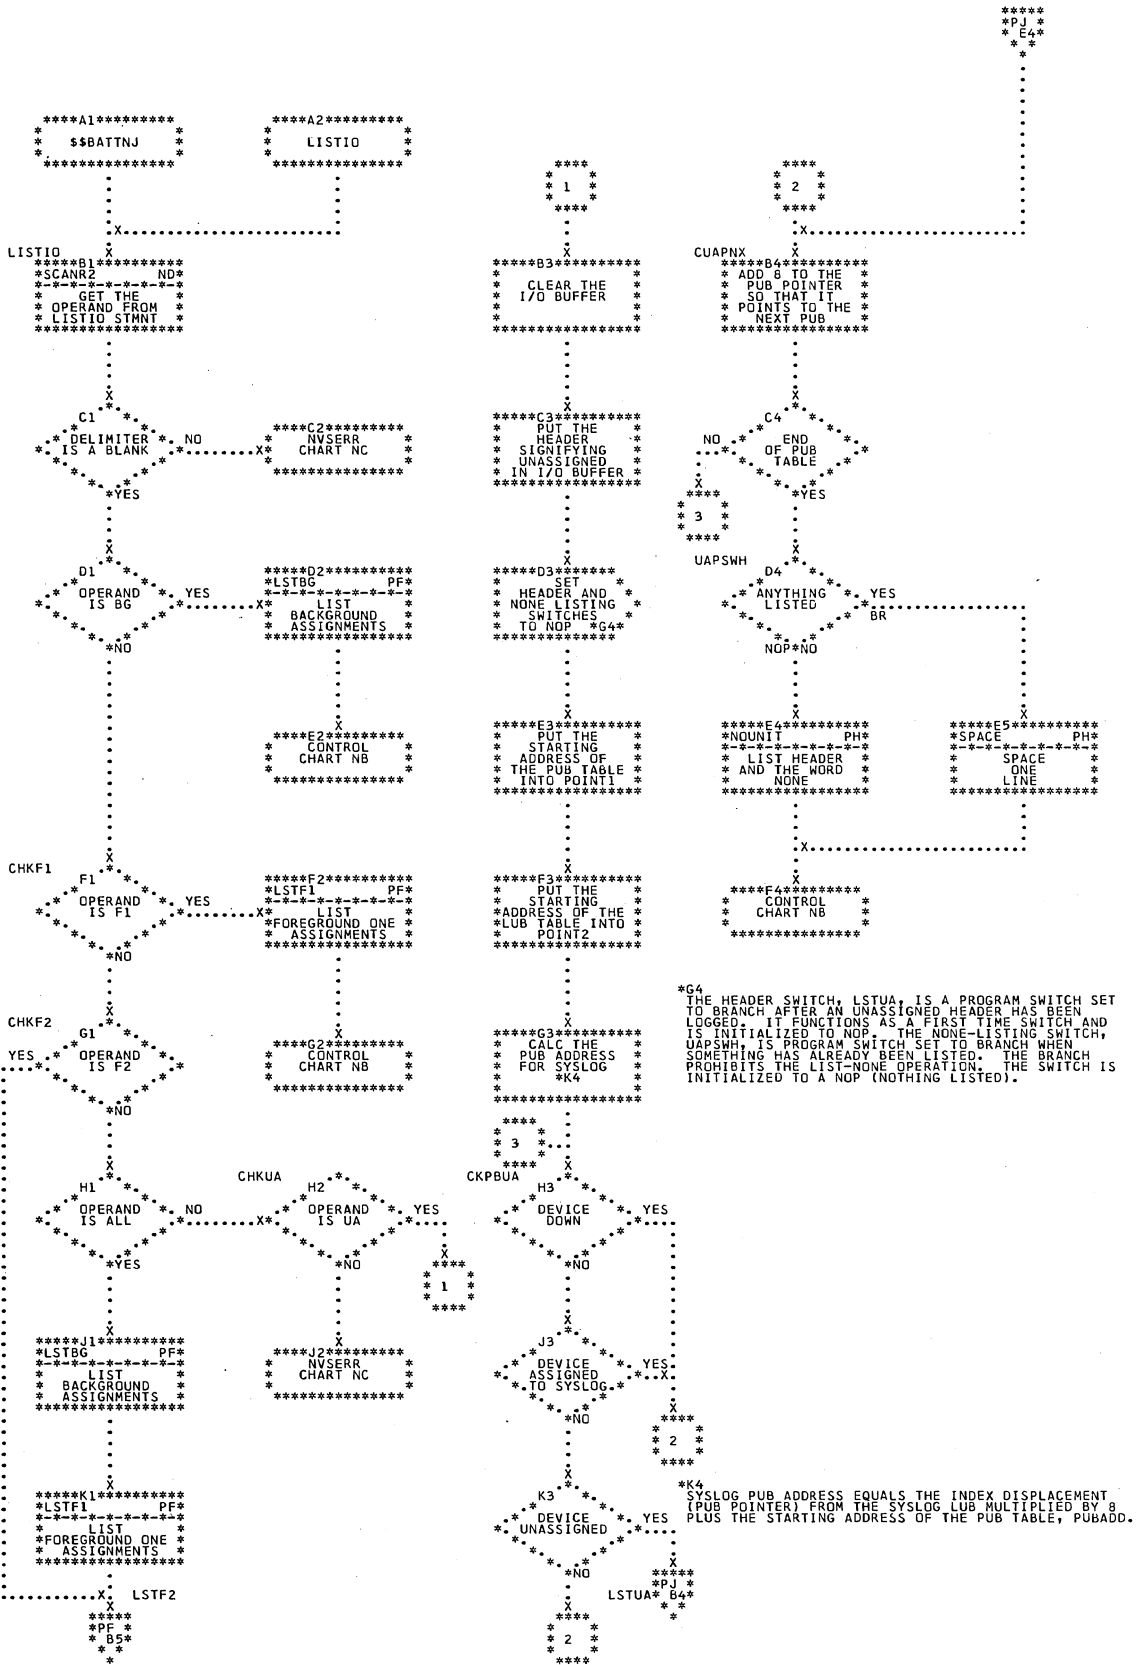 PJ
E4
A1
$$BATTNJ
A2
LISTIO
1
2
LISTIO
B1
SCANR2 ND
GET THE
OPERAND FROM
LISTIO STMNT
B3
CLEAR THE
I/O BUFFER
CUAPNX
B4
ADD 8 TO THE
PUB POINTER
SO THAT IT
POINTS TO THE
NEXT PUB
C1
DELIMITER
IS A BLANK
NO
YES
C2
NVSERR
CHART NC
C3
PUT THE
HEADER
SIGNIFYING
UNASSIGNED
IN I/O BUFFER
C4
END
OF PUB
TABLE
NO
YES
3
D1
OPERAND
IS BG
YES
NO
D2
LSTBG PF
LIST
BACKGROUND
ASSIGNMENTS
D3
SET
HEADER AND
NONE LISTING
SWITCHES
TO NOP *G4*
UAPSWH
D4
ANYTHING
LISTED
YES
BR
NOP*NO
E2
CONTROL
CHART NB
E3
PUT THE
STARTING
ADDRESS OF
THE PUB TABLE
INTO POINT1
E4
NOUNIT PH
LIST HEADER
AND THE WORD
NONE
E5
SPACE PH
SPACE
ONE
LINE
CHKF1
F1
OPERAND
IS F1
YES
NO
F2
LSTF1 PF
LIST
FOREGROUND ONE
ASSIGNMENTS
F3
PUT THE
STARTING
ADDRESS OF THE
LUB TABLE INTO
POINT2
F4
CONTROL
CHART NB
CHKF2
G1
OPERAND
IS F2
YES
NO
G2
CONTROL
CHART NB
G3
CALC THE
PUB ADDRESS
FOR SYSLOG
*K4
*G4
THE HEADER SWITCH, LSTUA, IS A PROGRAM SWITCH SET
TO BRANCH AFTER AN UNASSIGNED HEADER HAS BEEN
LOGGED. IT FUNCTIONS AS A FIRST TIME SWITCH AND
IS INITIALIZED TO NOP. THE NONE-LISTING SWITCH,
UAPSWH, IS PROGRAM SWITCH SET TO BRANCH WHEN
SOMETHING HAS ALREADY BEEN LISTED. THE BRANCH
PROHIBITS THE LIST-NONE OPERATION. THE SWITCH IS
INITIALIZED TO A NOP (NOTHING LISTED).
3
H1
OPERAND
IS ALL
NO
YES
CHKUA
H2
OPERAND
IS UA
YES
NO
1
CKPBUA
H3
DEVICE
DOWN
YES
NO
J1
LSTBG PF
LIST
BACKGROUND
ASSIGNMENTS
J2
NVSERR
CHART NC
J3
DEVICE
ASSIGNED
TO SYSLOG
YES
NO
2
K1
LSTF1 PF
LIST
FOREGROUND ONE
ASSIGNMENTS
K3
DEVICE
UNASSIGNED
YES
NO
*K4
SYSLOG PUB ADDRESS EQUALS THE INDEX DISPLACEMENT
(PUB POINTER) FROM THE SYSLOG LUB MULTIPLIED BY 8
PLUS THE STARTING ADDRESS OF THE PUB TABLE, PUBADD.
LSTF2
PF
B5
2
LSTUA
PJ
B4